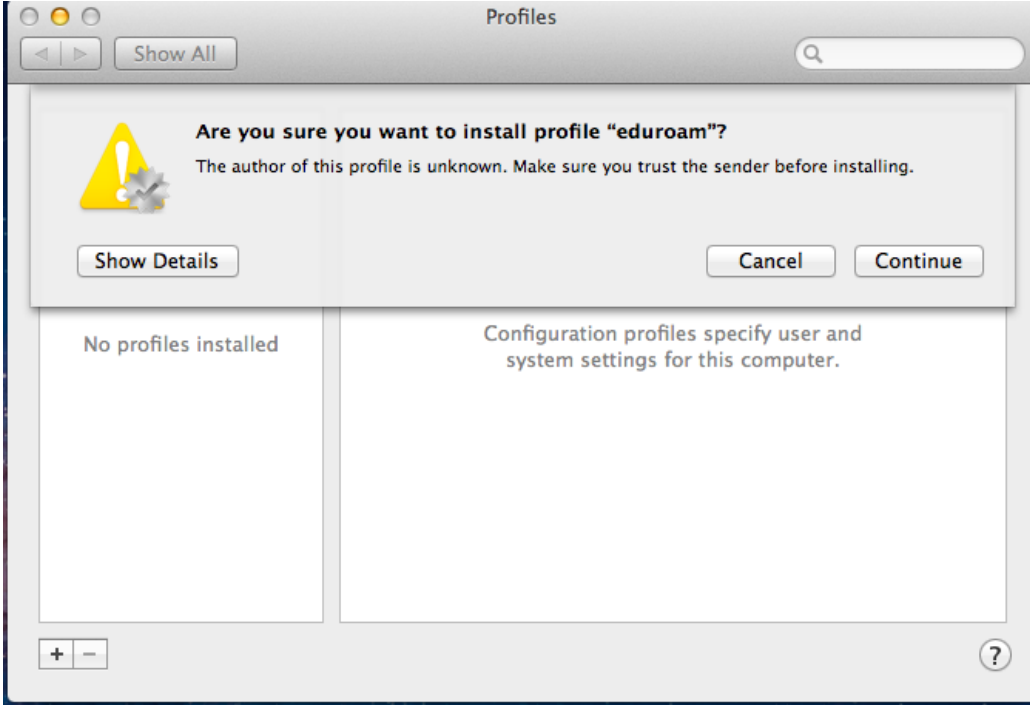 Profiles
Show All
Are you sure you want to install profile “eduroam”?
The author of this profile is unknown. Make sure you trust the sender before installing.
Show Details
Cancel
Continue
No profiles installed
Configuration profiles specify user and
system settings for this computer.
+ −
?